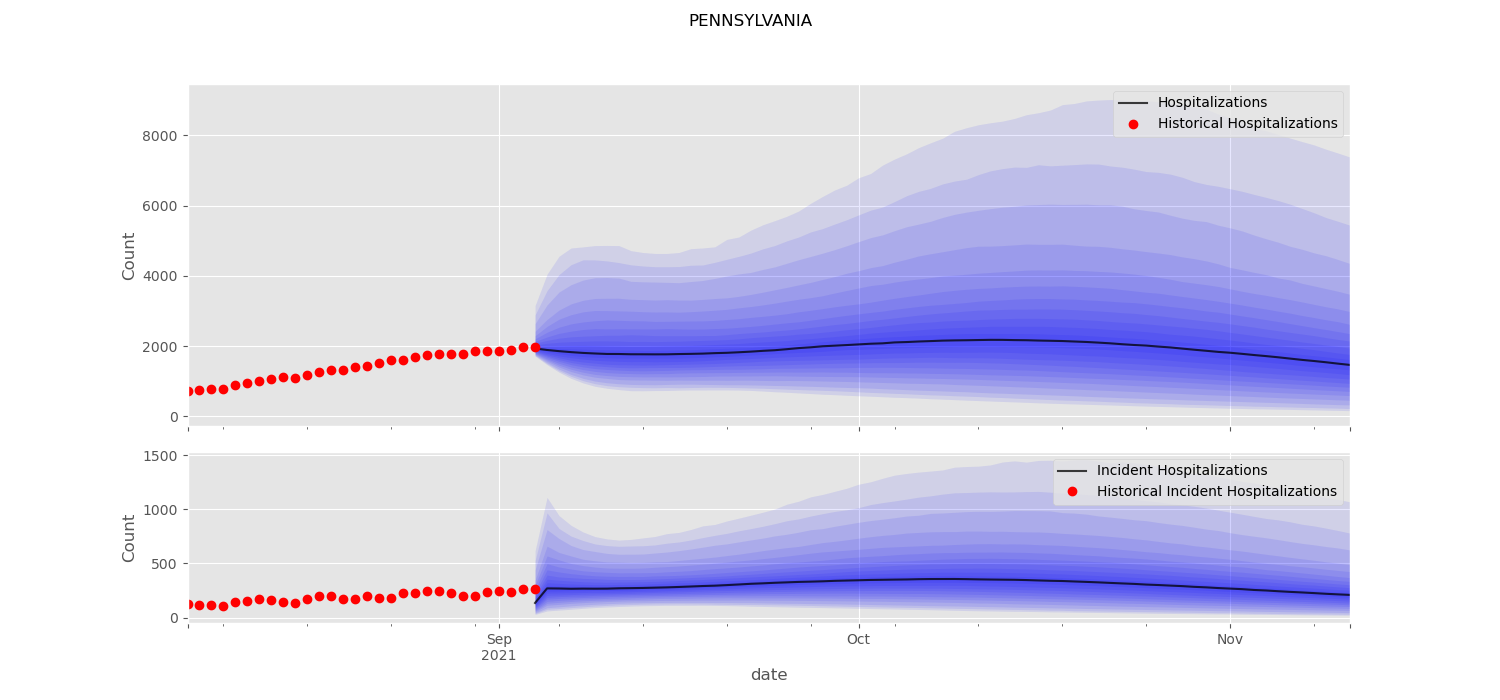 PENNSYLVANIA
Hospitalizations
Historical Hospitalizations
8000
6000
4000
2000
0
Count
Incident Hospitalizations
Historical Incident Hospitalizations
1500
1000
500
0
Count
Sep
2021
Oct
Nov
date